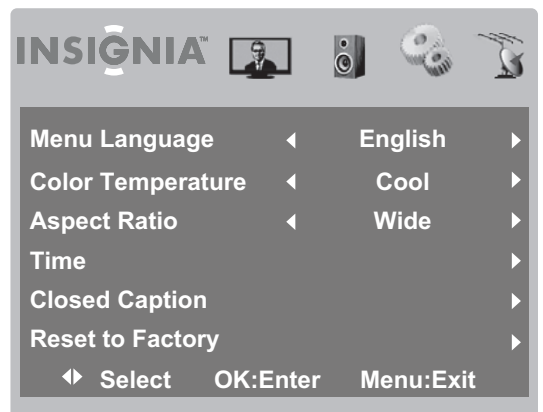 INSIGNIA™
Menu Language English
Color Temperature Cool
Aspect Ratio Wide
Time
Closed Caption
Reset to Factory
Select OK:Enter Menu:Exit